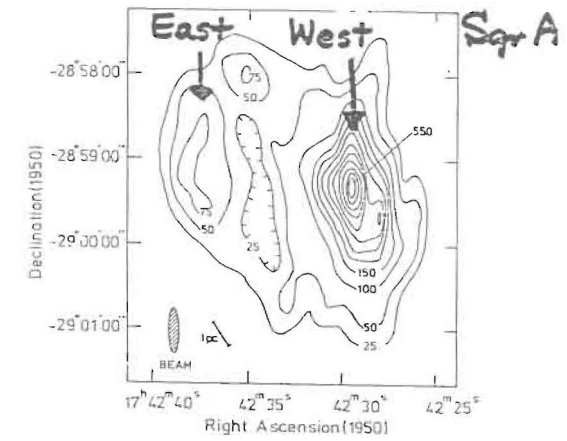 East West Sgr A
-28°58'00"
75
50
550
-28°59'00"
75
50
25
-29°00'00"
150
100
50
25
-29°01'00"
1pc
BEAM
17ʰ42ᵐ40ˢ 42ᵐ35ˢ 42ᵐ30ˢ 42ᵐ25ˢ
Right Ascension(1950)
Declination(1950)